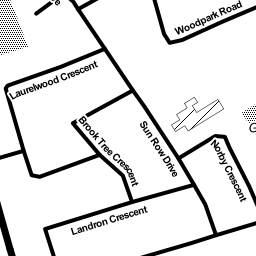 Woodpark Road
Laurelwood Crescent
Brook Tree Crescent
Sun Row Drive
Norby Crescent
Landron Crescent